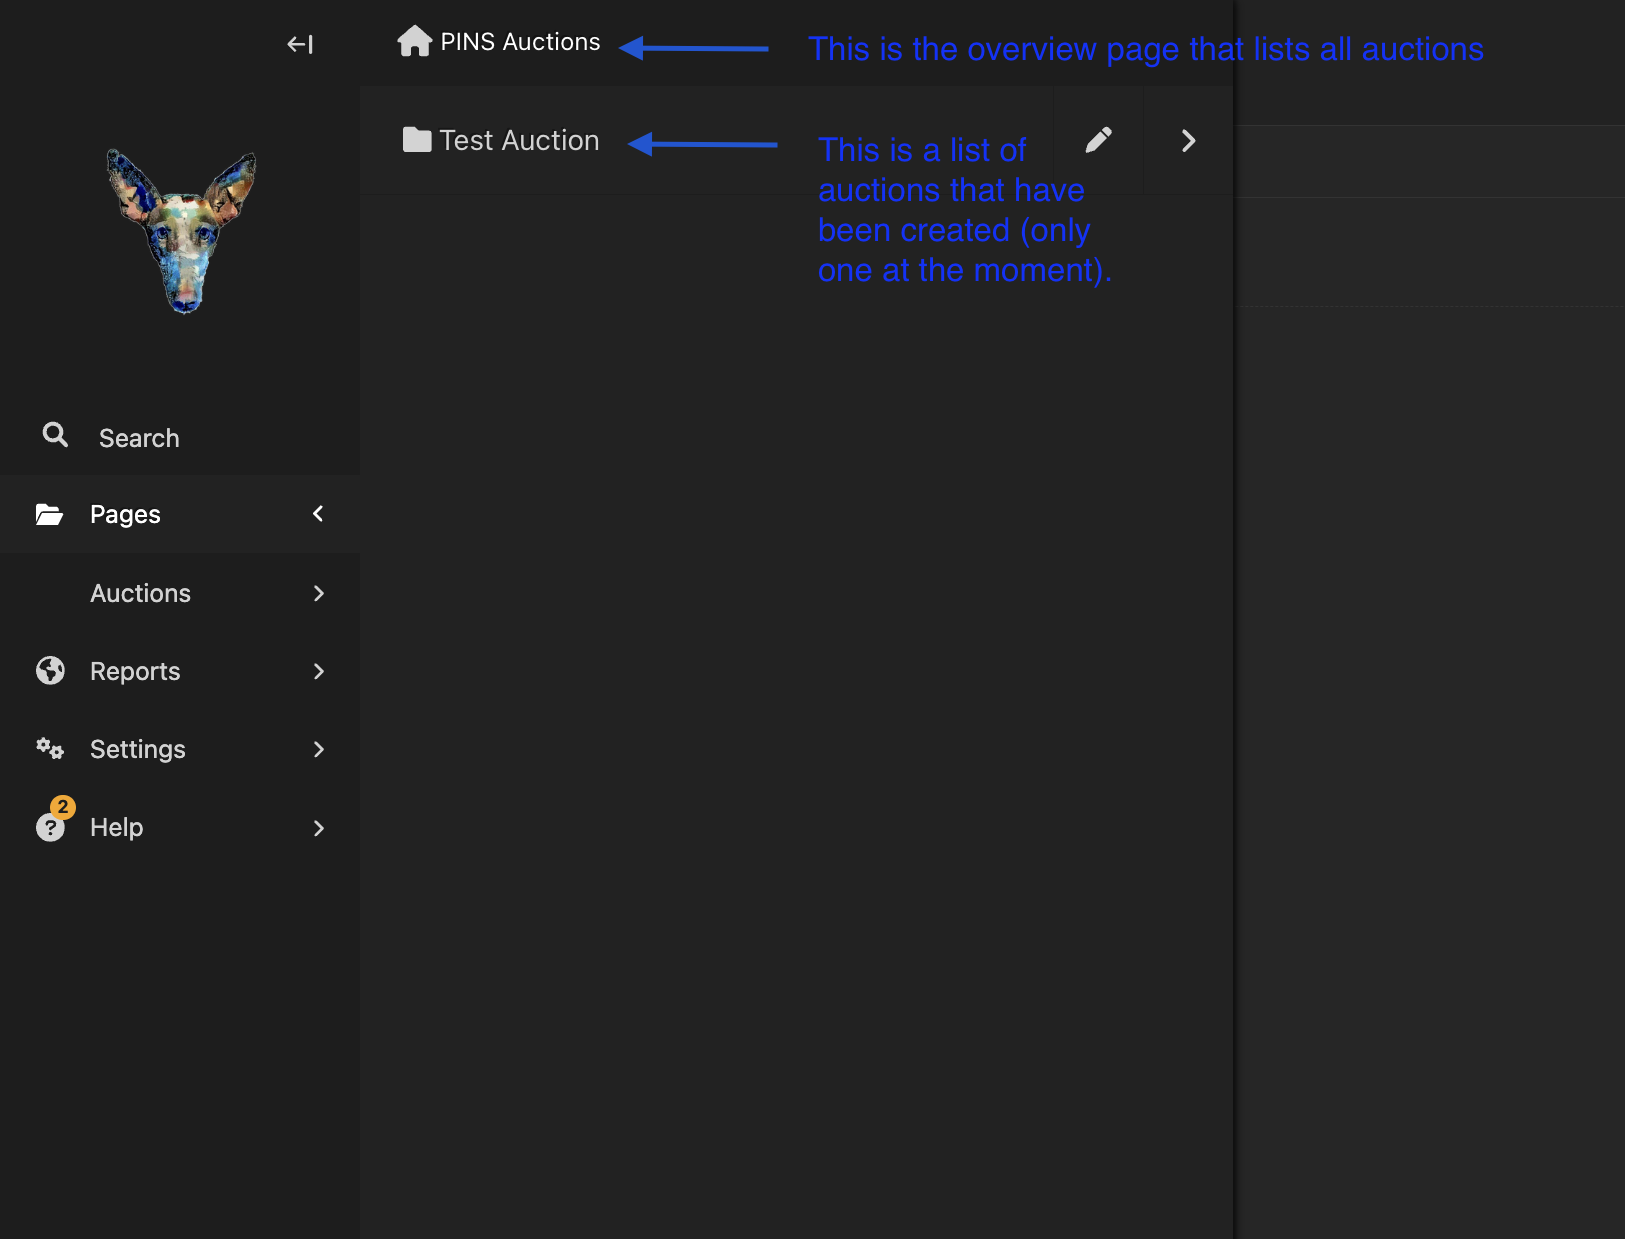 PINS Auctions
This is the overview page that lists all auctions
Test Auction
This is a list of
auctions that have
been created (only
one at the moment).
Search
Pages
Auctions
Reports
Settings
2
Help